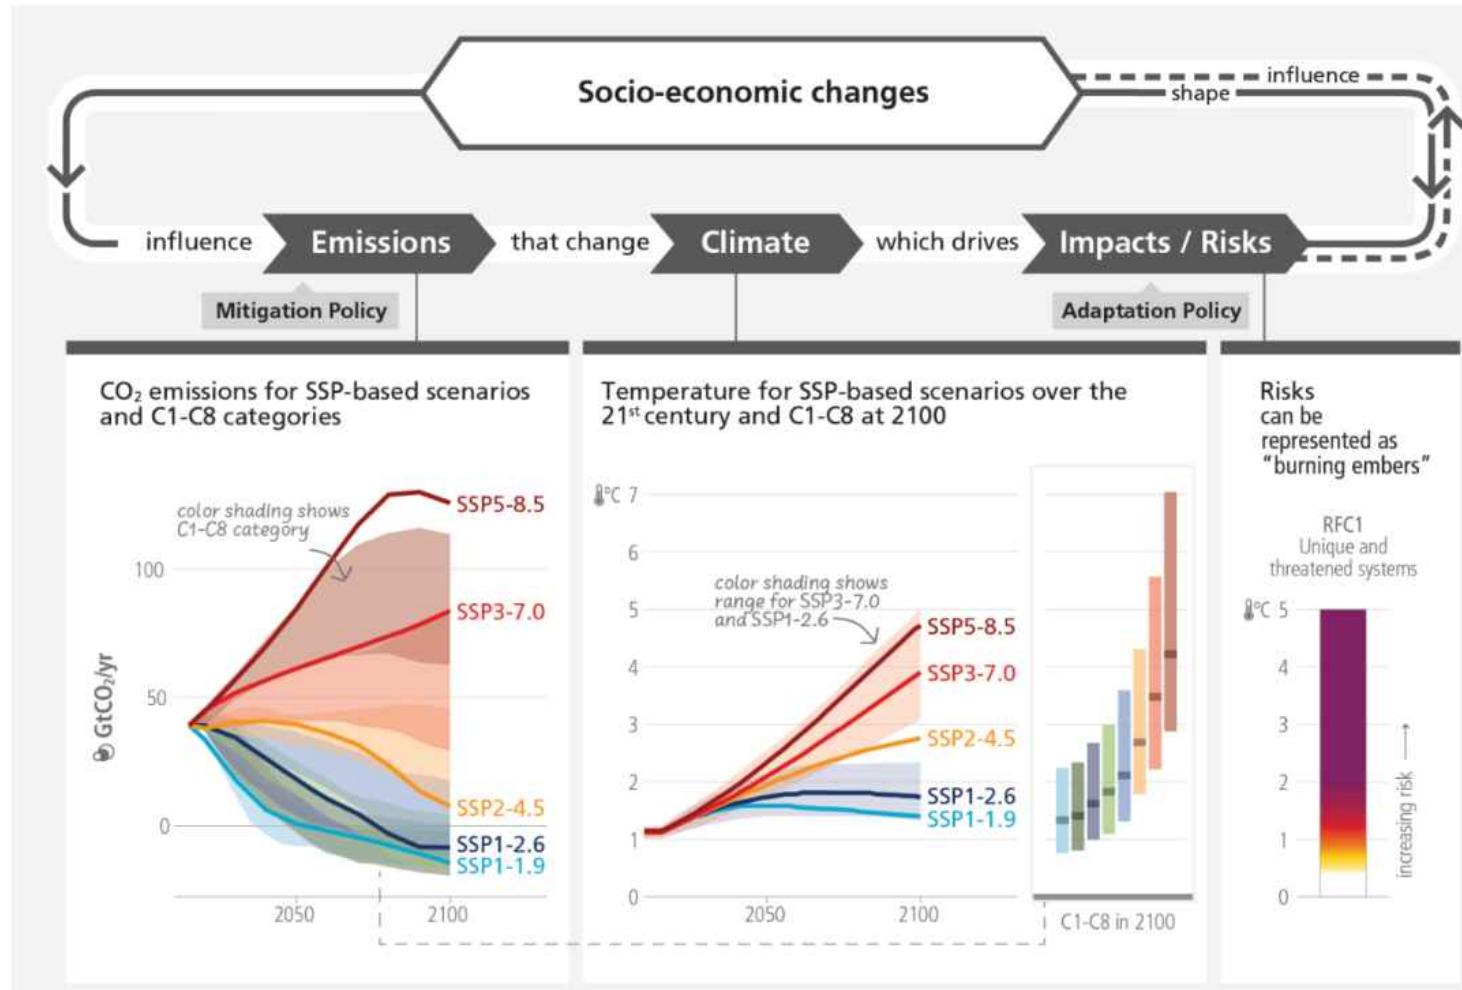 Socio-economic changes
influence
shape
influence
Emissions
that change
Climate
which drives
Impacts / Risks
Mitigation Policy
Adaptation Policy
CO₂ emissions for SSP-based scenarios
and C1-C8 categories
color shading shows
C1-C8 category
GtCO₂/yr
100
50
0
2050
2100
SSP5-8.5
SSP3-7.0
SSP2-4.5
SSP1-2.6
SSP1-1.9
Temperature for SSP-based scenarios over the
21st century and C1-C8 at 2100
°C 7
6
5
4
3
2
1
0
color shading shows
range for SSP3-7.0
and SSP1-2.6
SSP5-8.5
SSP3-7.0
SSP2-4.5
SSP1-2.6
SSP1-1.9
2050
2100
C1-C8 in 2100
Risks
can be
represented as
“burning embers”
RFC1
Unique and
threatened systems
°C 5
4
3
2
1
0
increasing risk